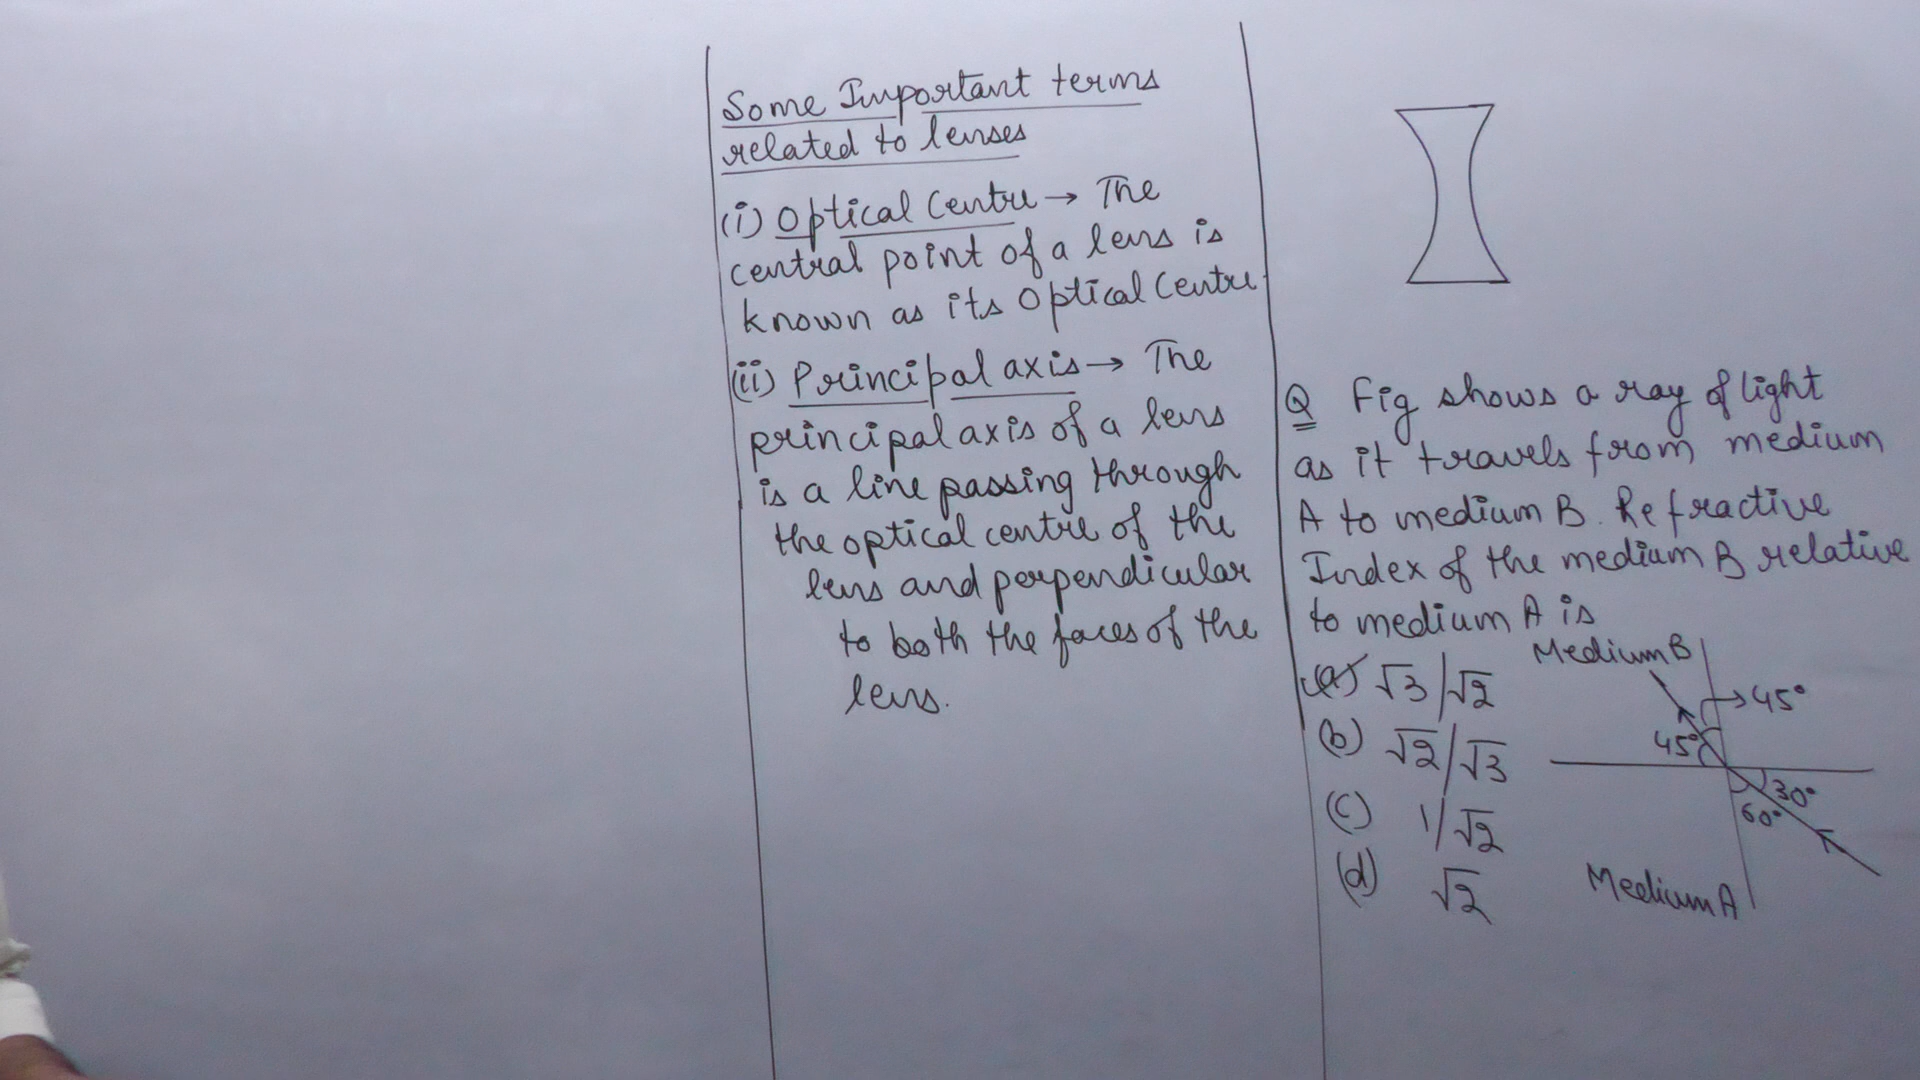 Some Important terms
related to lenses
(i) Optical Centre → The
central point of a lens is
known as its Optical Centre
(ii) Principal axis → The
principal axis of a lens
is a line passing through
the optical centre of the
lens and perpendicular
to both the faces of the
lens.
Q Fig shows a ray of light
as it travels from medium
A to medium B. Refractive
Index of the medium B relative
to medium A is
(a) √3/√2
(b) √2/√3
(c) 1/√2
(d) √2
Medium B
45°
45°
30°
60°
Medium A